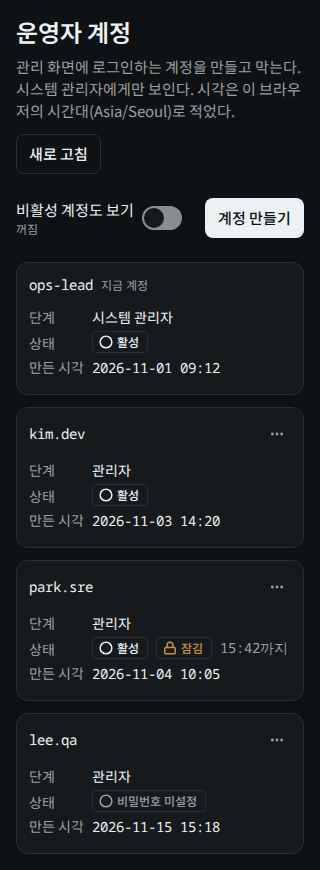 운영자 계정
관리 화면에 로그인하는 계정을 만들고 막는다.
시스템 관리자에게만 보인다. 시각은 이 브라우
저의 시간대(Asia/Seoul)로 적었다.
새로 고침
비활성 계정도 보기
꺼짐
계정 만들기
ops-lead 지금 계정
단계 시스템 관리자
상태 활성
만든 시각 2026-11-01 09:12
kim.dev
단계 관리자
상태 활성
만든 시각 2026-11-03 14:20
park.sre
단계 관리자
상태 활성 잠김 15:42까지
만든 시각 2026-11-04 10:05
lee.qa
단계 관리자
상태 비밀번호 미설정
만든 시각 2026-11-15 15:18